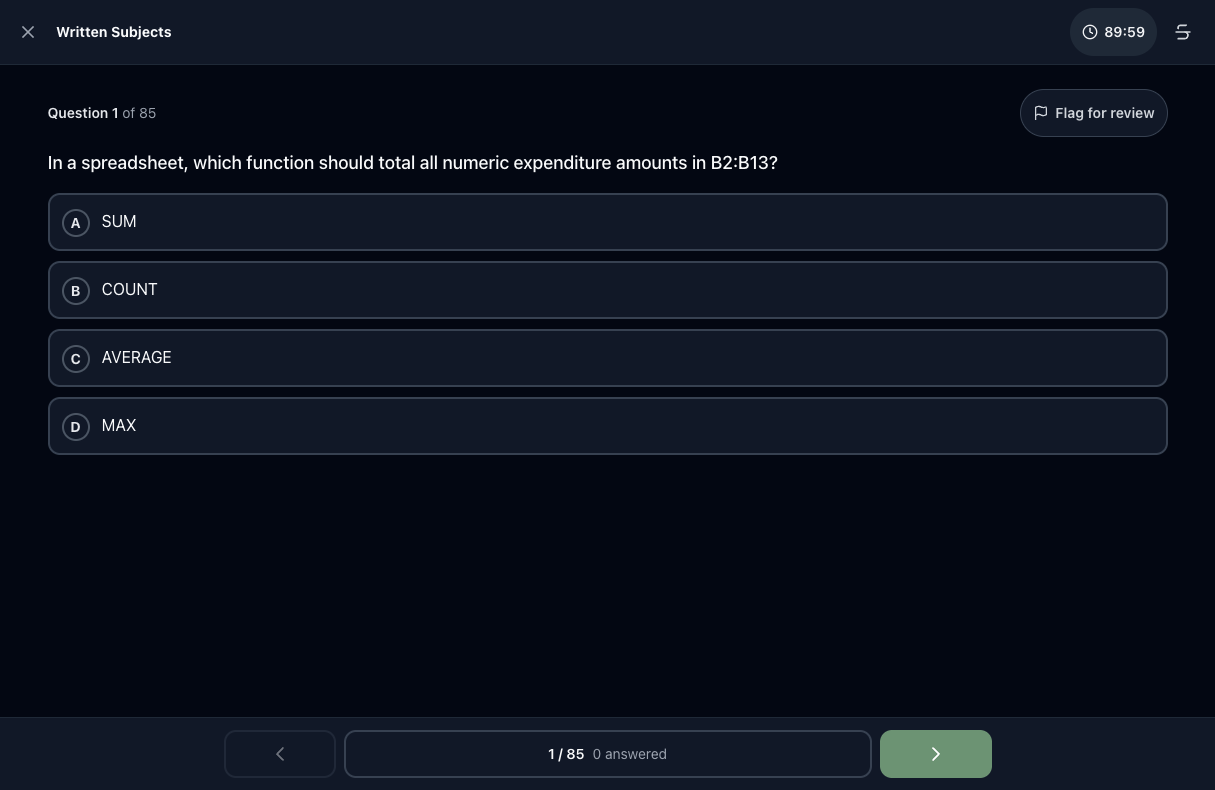 Written Subjects
89:59
Question 1 of 85
Flag for review
In a spreadsheet, which function should total all numeric expenditure amounts in B2:B13?
A SUM
B COUNT
C AVERAGE
D MAX
1 / 85 0 answered